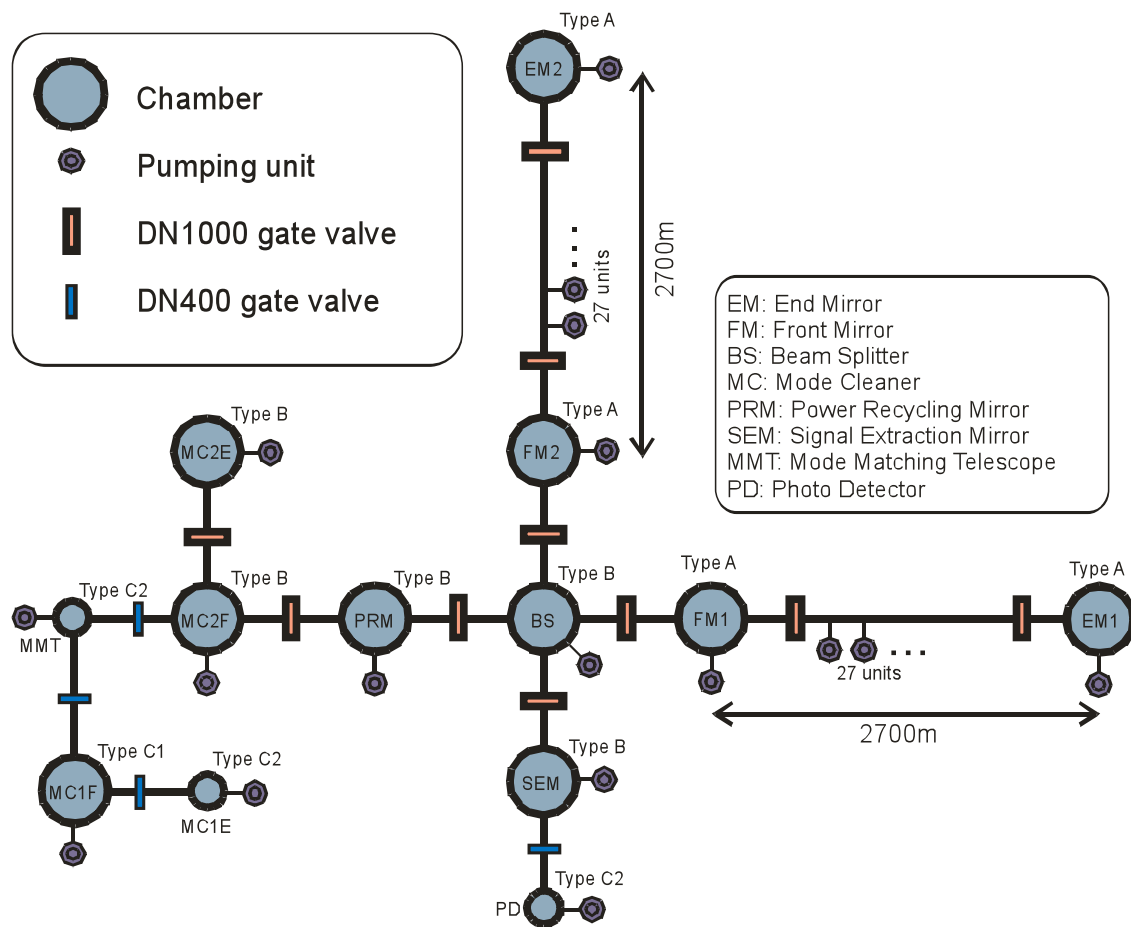 Chamber
Pumping unit
DN1000 gate valve
DN400 gate valve
Type A
EM2
2700m
27 units
EM: End Mirror
FM: Front Mirror
BS: Beam Splitter
MC: Mode Cleaner
PRM: Power Recycling Mirror
SEM: Signal Extraction Mirror
MMT: Mode Matching Telescope
PD: Photo Detector
Type A
FM2
Type B
MC2E
Type C2
MMT
Type B
MC2F
Type B
PRM
Type B
BS
Type A
FM1
27 units
Type A
EM1
2700m
Type C1
MC1F
Type C2
MC1E
Type B
SEM
Type C2
PD